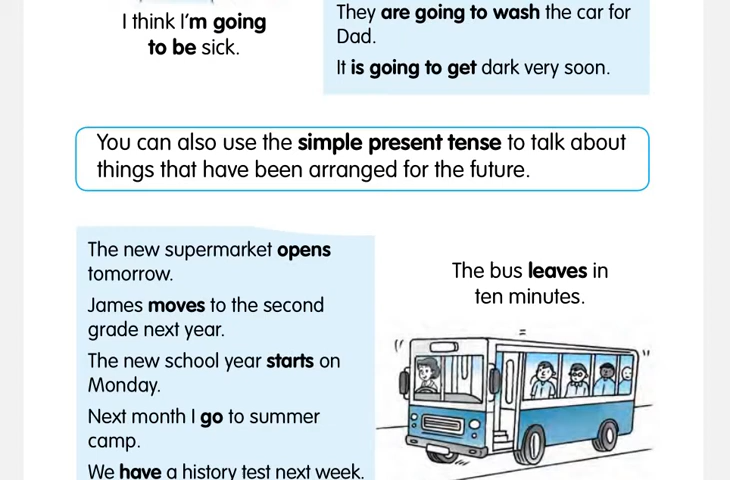 I think I'm going
to be sick.
They are going to wash the car for
Dad.
It is going to get dark very soon.
You can also use the simple present tense to talk about
things that have been arranged for the future.
The new supermarket opens
tomorrow.
James moves to the second
grade next year.
The new school year starts on
Monday.
Next month I go to summer
camp.
We have a history test next week.
The bus leaves in
ten minutes.